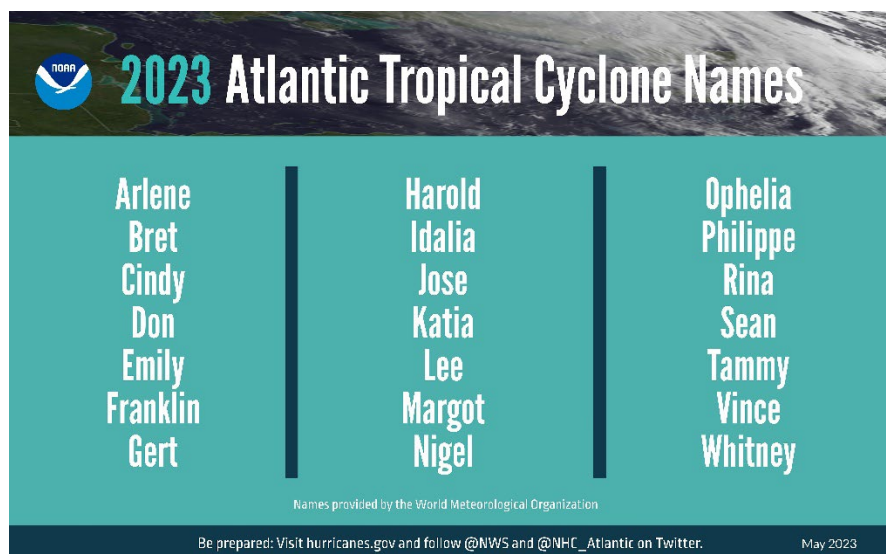 NOAA
2023 Atlantic Tropical Cyclone Names
Arlene
Bret
Cindy
Don
Emily
Franklin
Gert
Harold
Idalia
Jose
Katia
Lee
Margot
Nigel
Ophelia
Philippe
Rina
Sean
Tammy
Vince
Whitney
Names provided by the World Meteorological Organization
Be prepared: Visit hurricanes.gov and follow @NWS and @NHC_Atlantic on Twitter.
May 2023